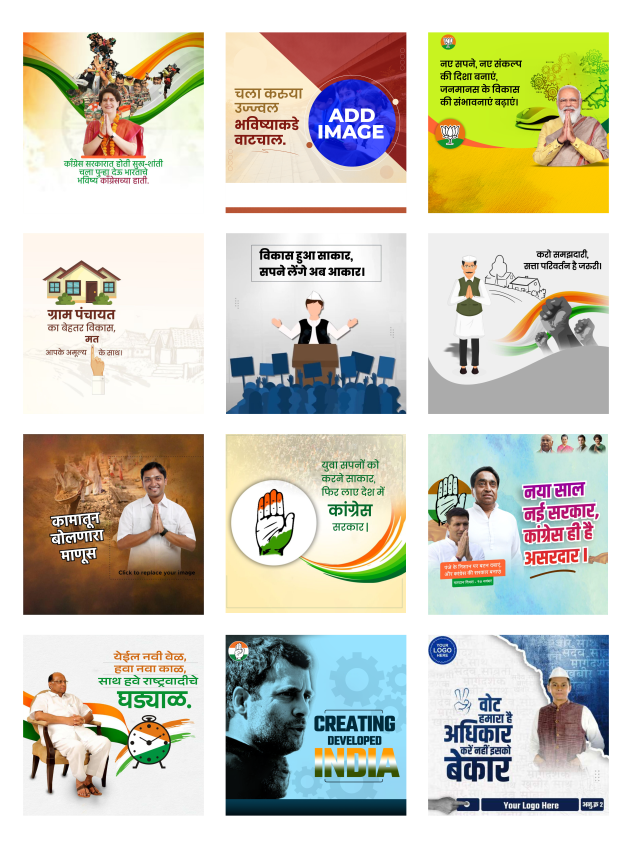 काँग्रेस सरकारात होती सुख-शांती
चला पुन्हा देऊ भारताचे
भविष्य काँग्रेसच्या हाती.
चला करुया
उज्ज्वल
भविष्याकडे
वाटचाल.
ADD
IMAGE
नए सपने, नए संकल्प
की दिशा बनाएं,
जनमानस के विकास
की संभावनाएं बढ़ाएं।
ग्राम पंचायत
का बेहतर विकास,
मत
आपके अमूल्य के साथ।
विकास हुआ साकार,
सपने लेंगे अब आकार।
करो समझदारी,
सत्ता परिवर्तन है जरुरी।
कामातून
बोलणारा
माणूस
Click to replace your image
युवा सपनों को
करने साकार,
फिर लाए देश में
कांग्रेस
सरकार |
नया साल
नई सरकार,
कांग्रेस ही है
असरदार।
येईल नवी वेळ,
हवा नवा काळ,
साथ हवे राष्ट्रवादीचे
घड्याळ.
CREATING
DEVELOPED
INDIA
YOUR
LOGO
HERE
वोट
हमारा है
अधिकार
करें नहीं इसको
बेकार
Your Logo Here
अनु.क्र 2